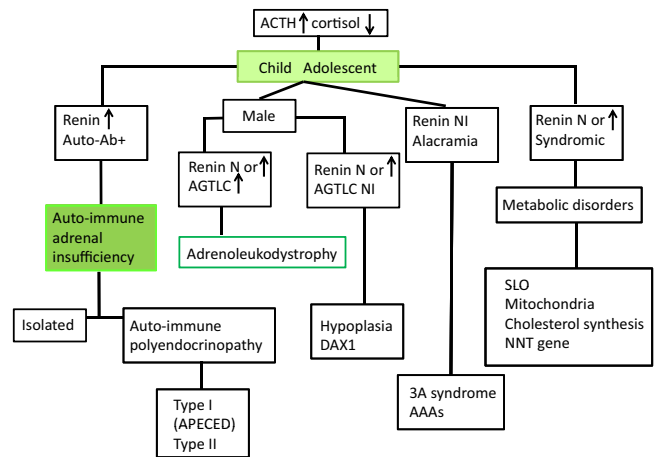 ACTH ↑ cortisol ↓
Child Adolescent
Renin ↑
Auto-Ab+
Male
Renin NI
Alacramia
Renin N or ↑
Syndromic
Renin N or ↑
AGTLC ↑
Renin N or ↑
AGTLC NI
Metabolic disorders
Auto-immune
adrenal
insufficiency
Adrenoleukodystrophy
SLO
Mitochondria
Cholesterol synthesis
NNT gene
Isolated
Auto-immune
polyendocrinopathy
Hypoplasia
DAX1
3A syndrome
AAAs
Type I
(APECED)
Type II